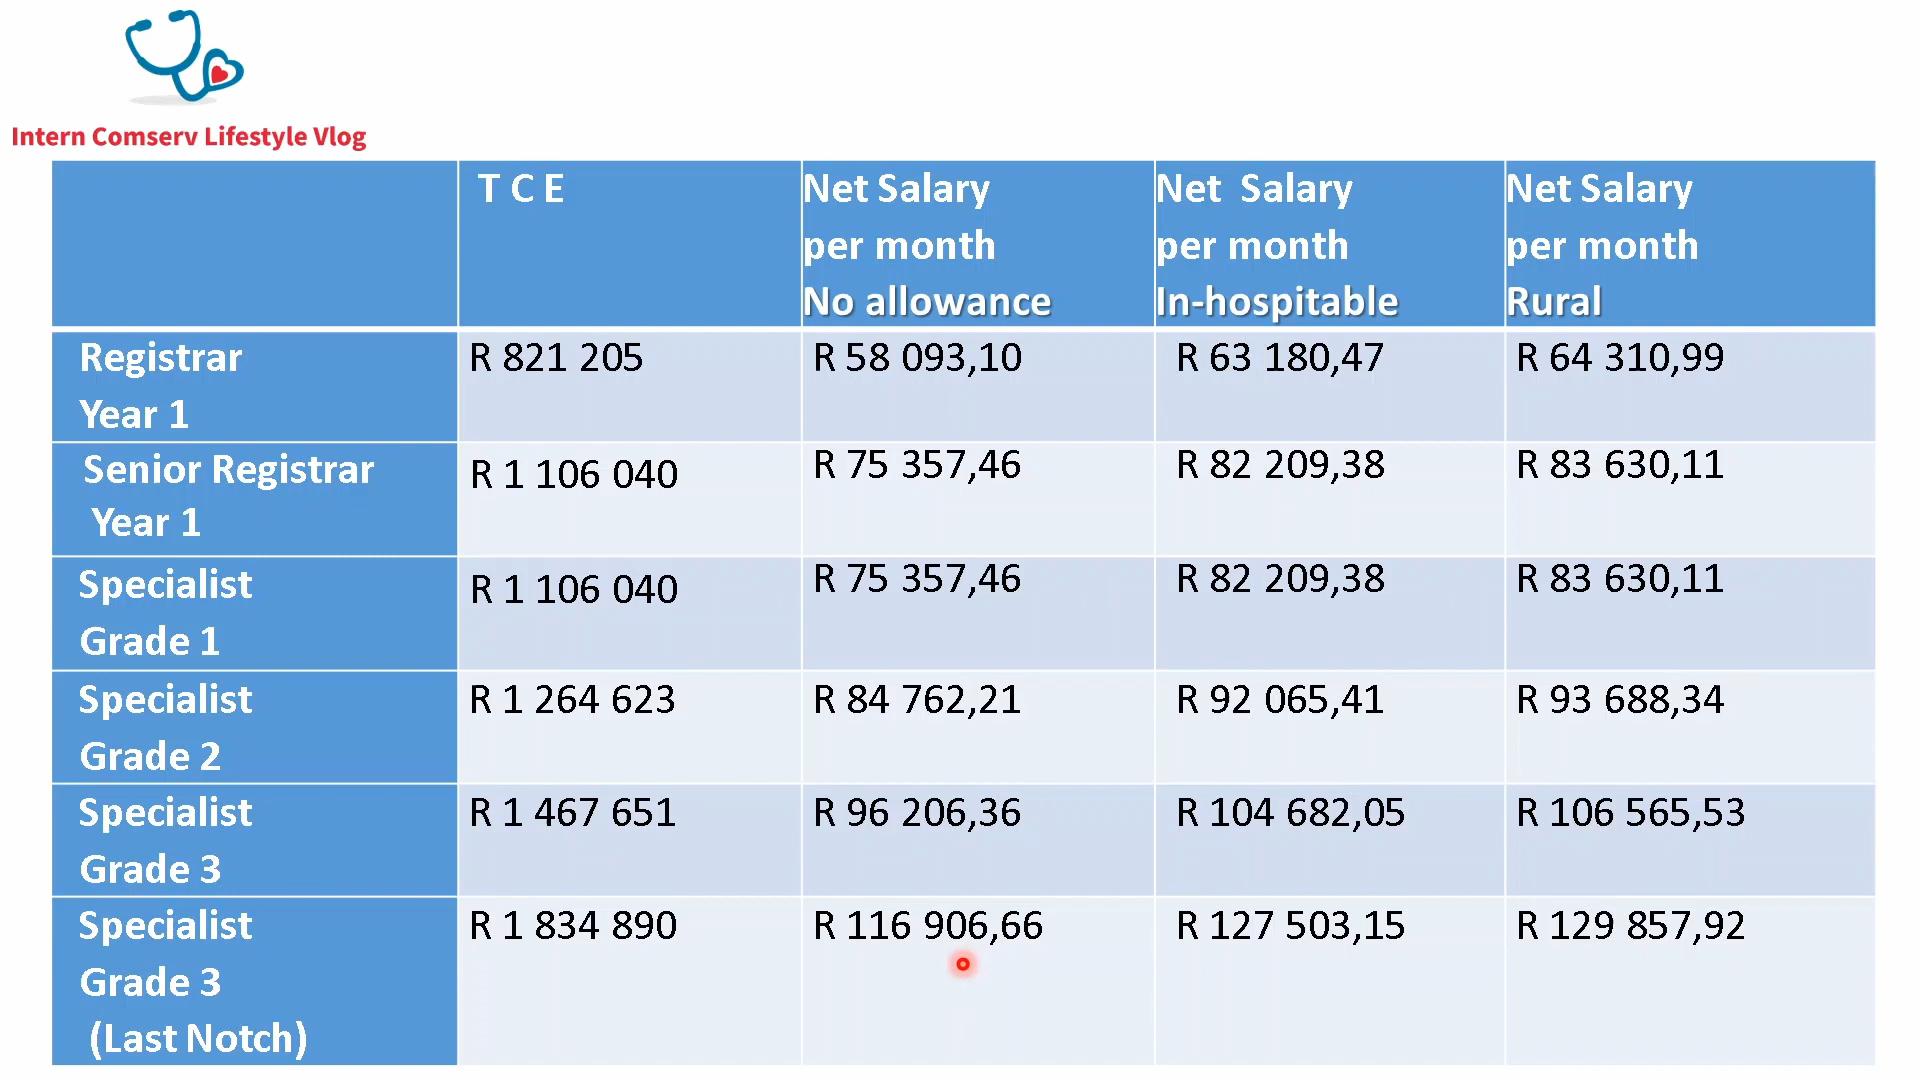 Intern Comserv Lifestyle Vlog
T C E
Net Salary
per month
No allowance
Net  Salary
per month
In-hospitable
Net Salary
per month
Rural
Registrar
Year 1
R 821 205
R 58 093,10
R 63 180,47
R 64 310,99
Senior Registrar
Year 1
R 1 106 040
R 75 357,46
R 82 209,38
R 83 630,11
Specialist
Grade 1
R 1 106 040
R 75 357,46
R 82 209,38
R 83 630,11
Specialist
Grade 2
R 1 264 623
R 84 762,21
R 92 065,41
R 93 688,34
Specialist
Grade 3
R 1 467 651
R 96 206,36
R 104 682,05
R 106 565,53
Specialist
Grade 3
(Last Notch)
R 1 834 890
R 116 906,66
R 127 503,15
R 129 857,92